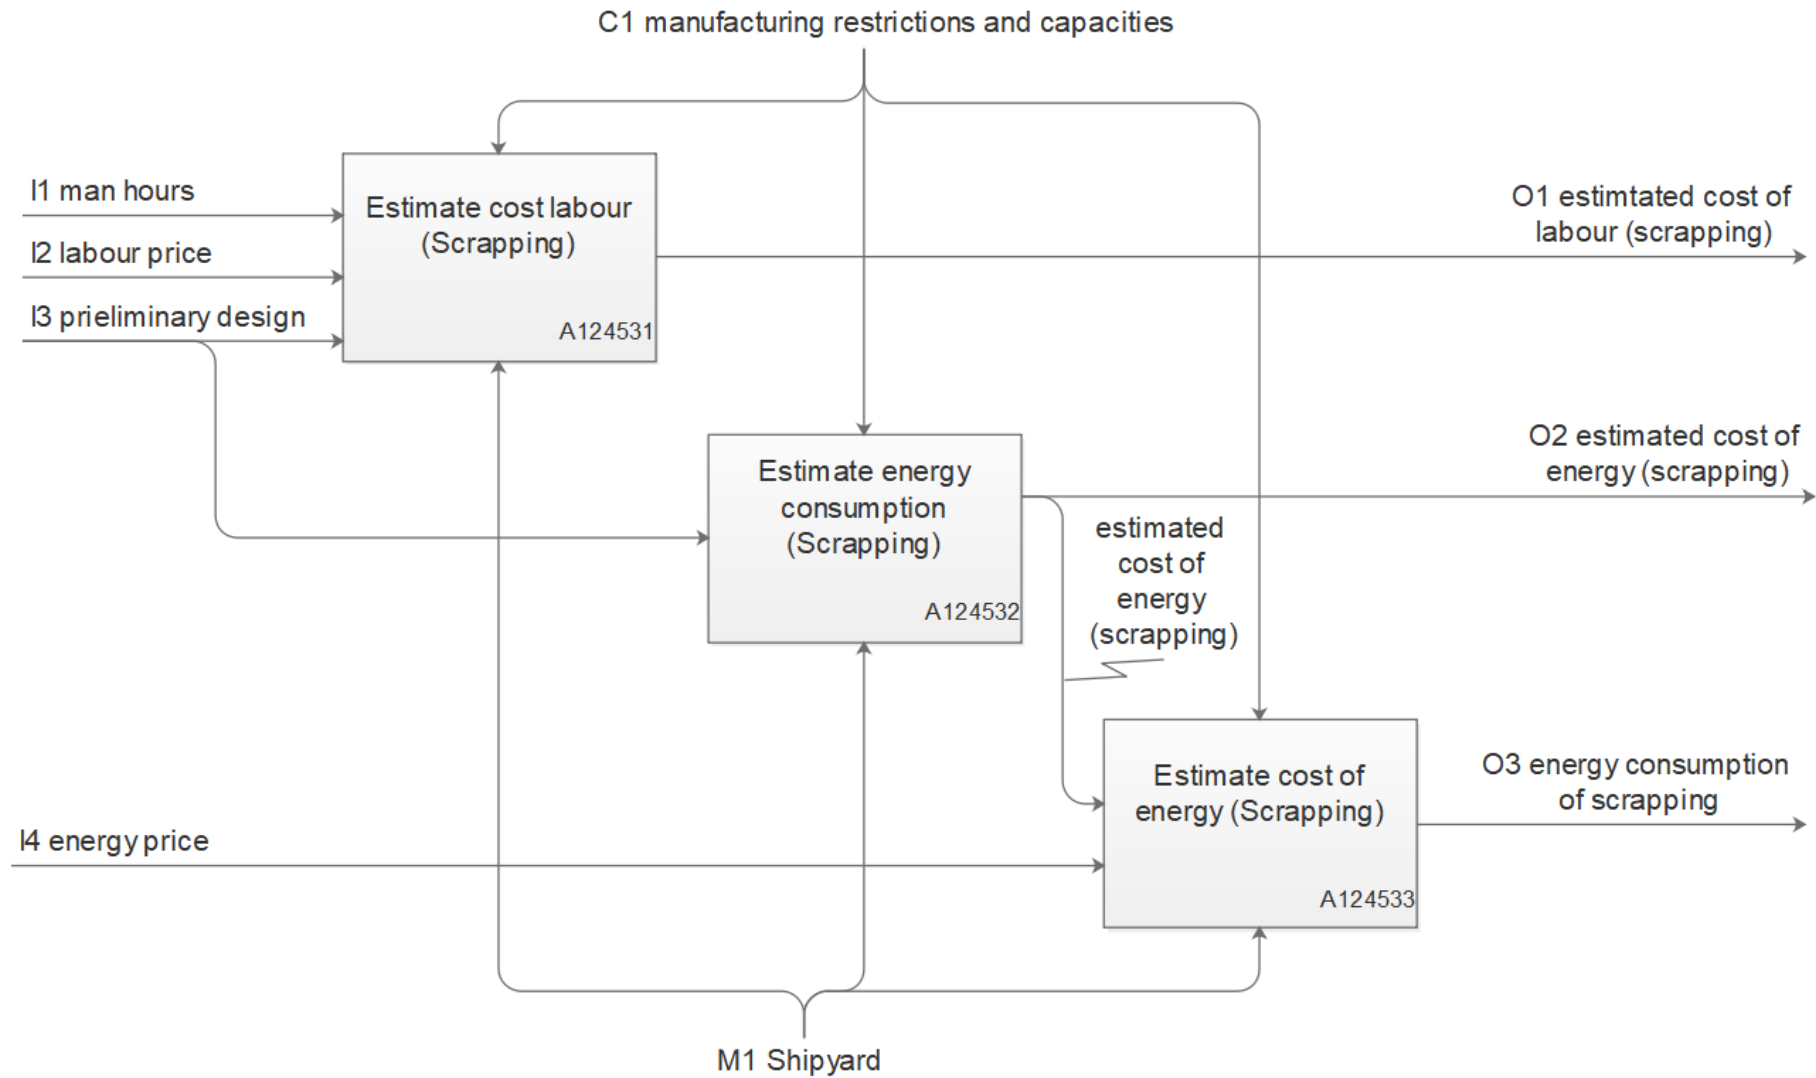 C1 manufacturing restrictions and capacities
I1 man hours
I2 labour price
I3 prieliminary design
Estimate cost labour
(Scrapping)
A124531
O1 estimtated cost of
labour (scrapping)
Estimate energy
consumption
(Scrapping)
A124532
O2 estimated cost of
energy (scrapping)
estimated
cost of
energy
(scrapping)
I4 energy price
Estimate cost of
energy (Scrapping)
A124533
O3 energy consumption
of scrapping
M1 Shipyard